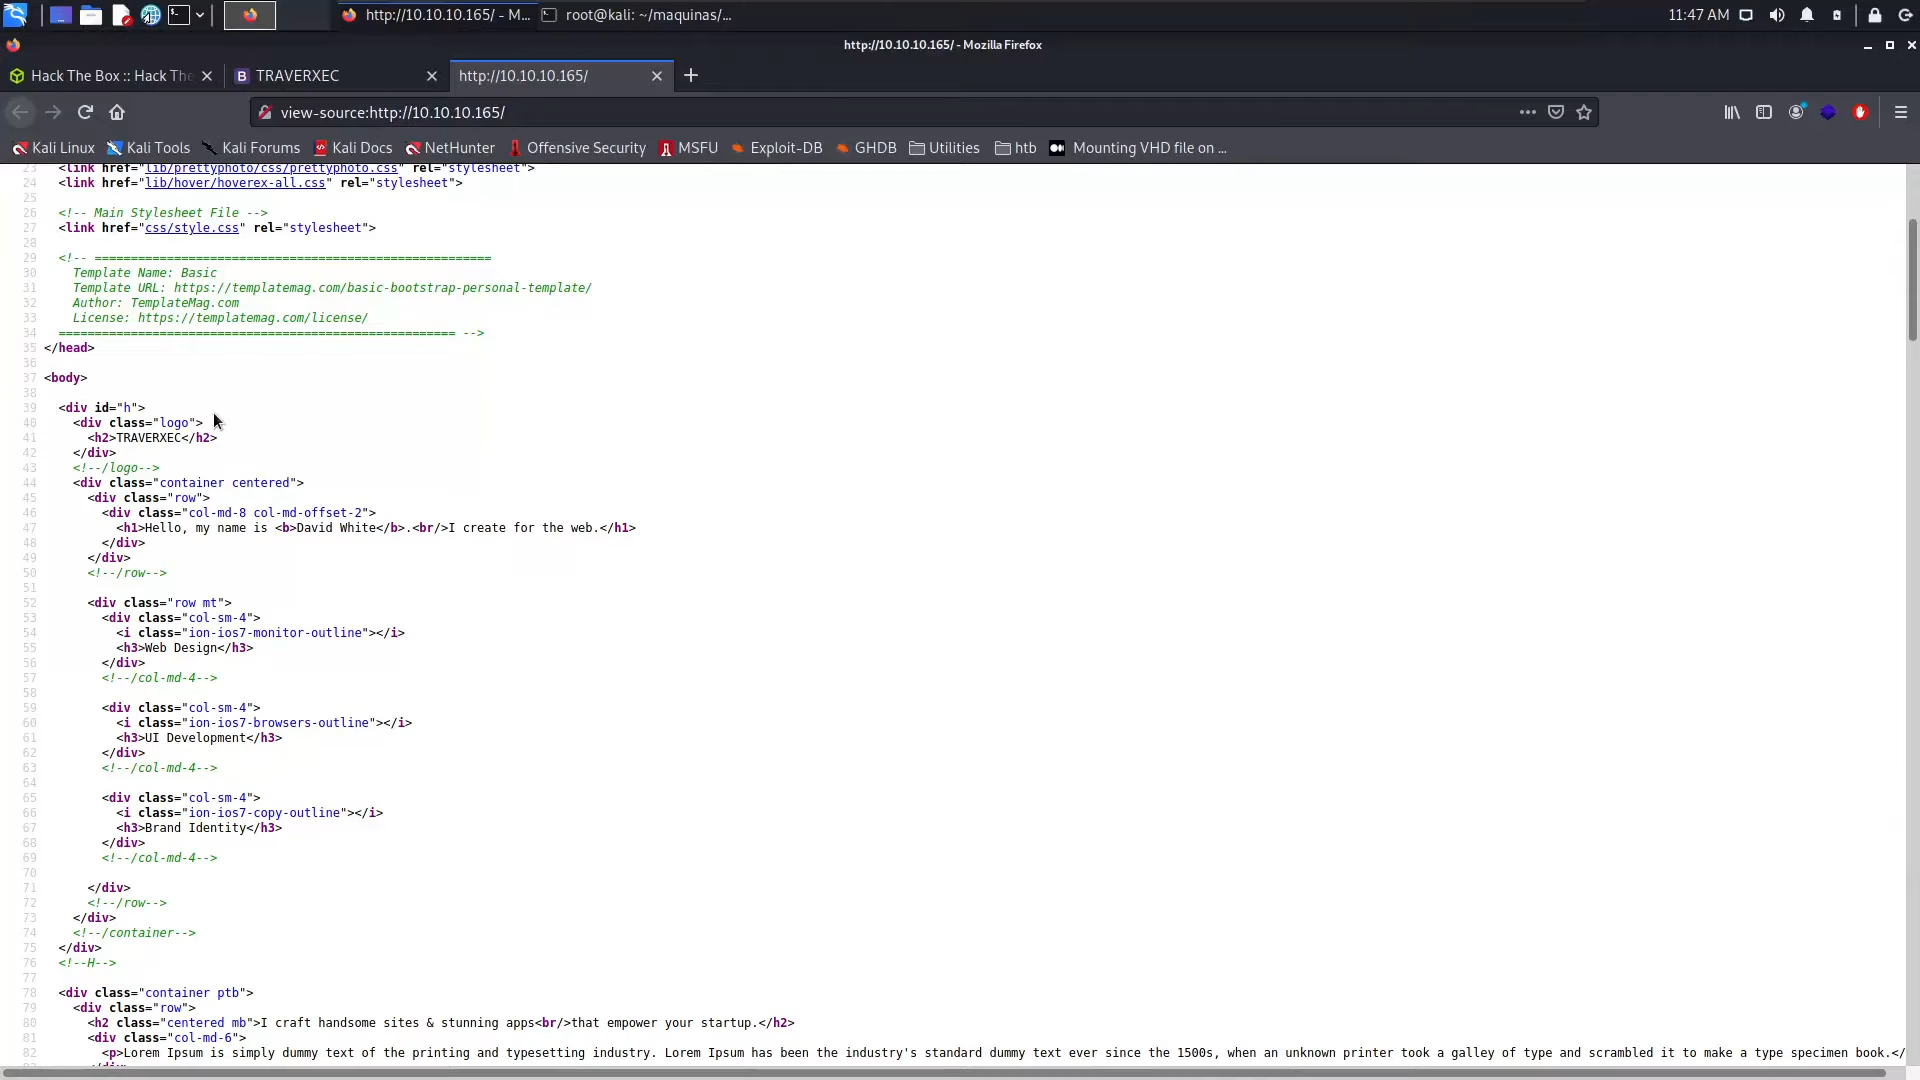 http://10.10.10.165/ - M...
root@kali: ~/maquinas/...
11:47 AM
http://10.10.10.165/ - Mozilla Firefox
Hack The Box :: Hack The
B TRAVERXEC
http://10.10.10.165/
view-source:http://10.10.10.165/
Kali Linux
Kali Tools
Kali Forums
Kali Docs
NetHunter
Offensive Security
MSFU
Exploit-DB
GHDB
Utilities
htb
Mounting VHD file on ...
23 <link href="lib/prettyphoto/css/prettyphoto.css" rel="stylesheet">
24 <link href="lib/hover/hoverex-all.css" rel="stylesheet">
25
26 <!-- Main Stylesheet File -->
27 <link href="css/style.css" rel="stylesheet">
28
29 <!-- =======================================================
30 Template Name: Basic
31 Template URL: https://templatemag.com/basic-bootstrap-personal-template/
32 Author: TemplateMag.com
33 License: https://templatemag.com/license/
34 ======================================================= -->
35 </head>
36
37 <body>
38
39 <div id="h">
40 <div class="logo">
41 <h2>TRAVERXEC</h2>
42 </div>
43 <!--/logo-->
44 <div class="container centered">
45 <div class="row">
46 <div class="col-md-8 col-md-offset-2">
47 <h1>Hello, my name is <b>David White</b>.<br/>I create for the web.</h1>
48 </div>
49 </div>
50 <!--/row-->
51
52 <div class="row mt">
53 <div class="col-sm-4">
54 <i class="ion-ios7-monitor-outline"></i>
55 <h3>Web Design</h3>
56 </div>
57 <!--/col-md-4-->
58
59 <div class="col-sm-4">
60 <i class="ion-ios7-browsers-outline"></i>
61 <h3>UI Development</h3>
62 </div>
63 <!--/col-md-4-->
64
65 <div class="col-sm-4">
66 <i class="ion-ios7-copy-outline"></i>
67 <h3>Brand Identity</h3>
68 </div>
69 <!--/col-md-4-->
70
71 </div>
72 <!--/row-->
73 </div>
74 <!--/container-->
75 </div>
76 <!--H-->
77
78 <div class="container ptb">
79 <div class="row">
80 <h2 class="centered mb">I craft handsome sites & stunning apps<br/>that empower your startup.</h2>
81 <div class="col-md-6">
82 <p>Lorem Ipsum is simply dummy text of the printing and typesetting industry. Lorem Ipsum has been the industry's standard dummy text ever since the 1500s, when an unknown printer took a galley of type and scrambled it to make a type specimen book.</